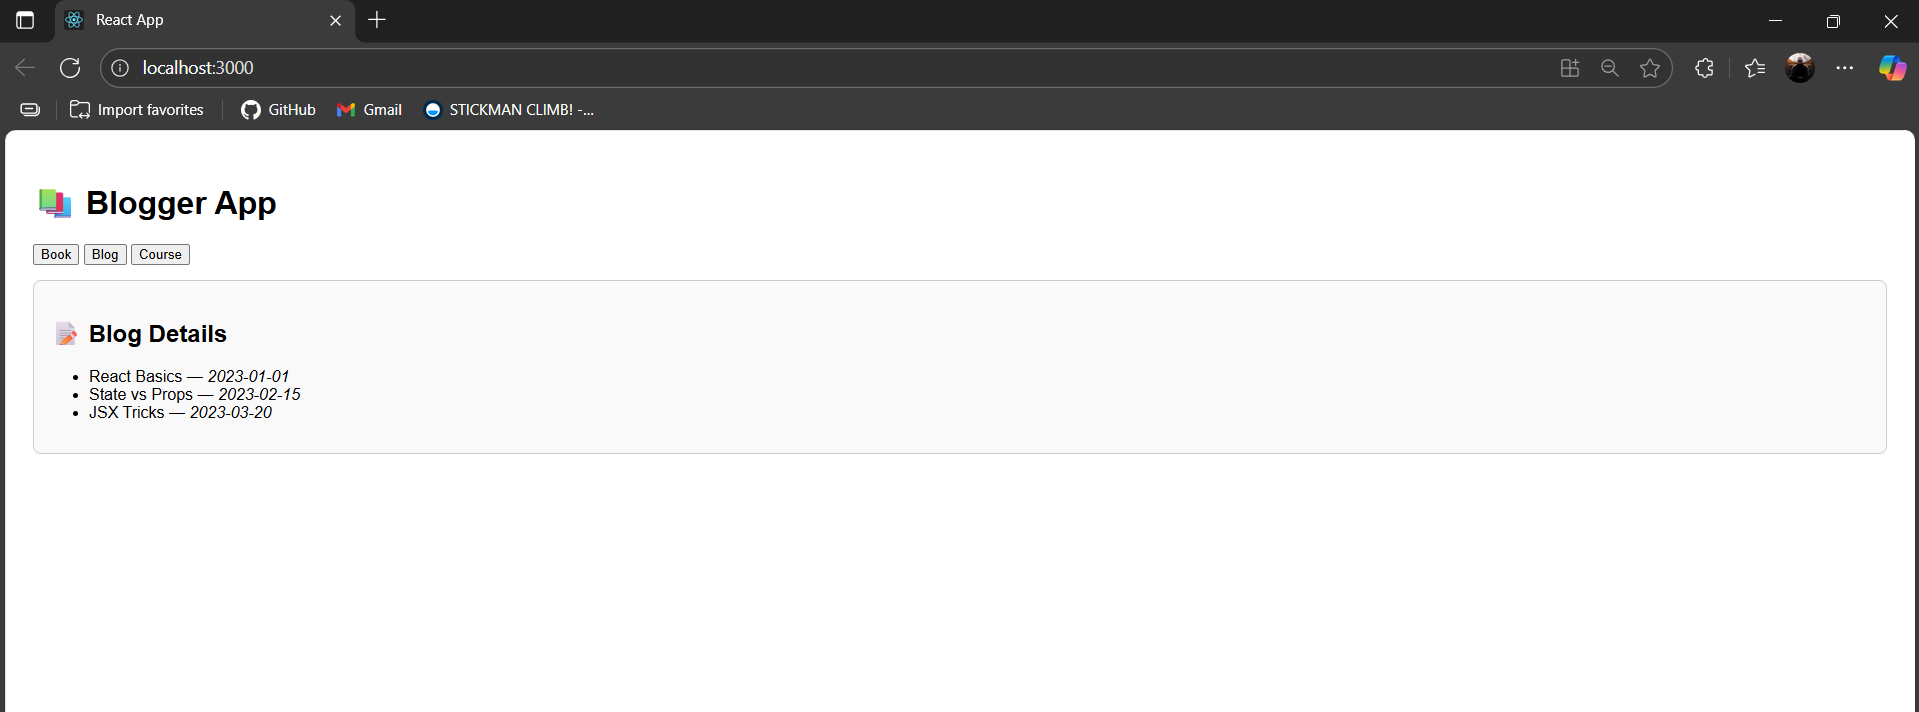 React App
localhost:3000
Import favorites
GitHub
Gmail
STICKMAN CLIMB! -...
Blogger App
Book Blog Course
Blog Details
• React Basics — 2023-01-01
• State vs Props — 2023-02-15
• JSX Tricks — 2023-03-20